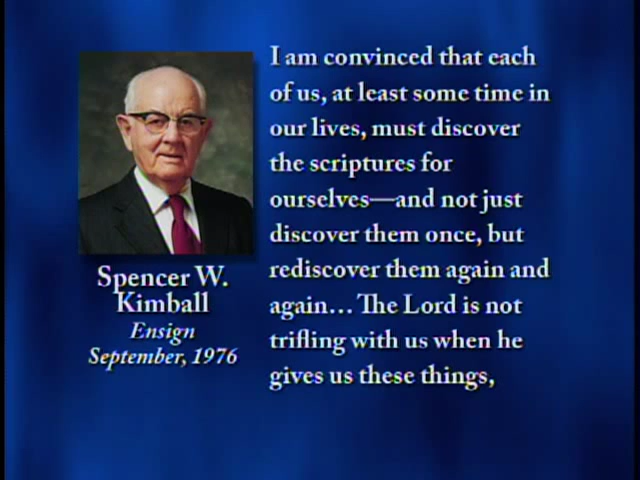 I am convinced that each
of us, at least some time in
our lives, must discover
the scriptures for
ourselves—and not just
discover them once, but
rediscover them again and
again... The Lord is not
trifling with us when he
gives us these things,
Spencer W.
Kimball
Ensign
September, 1976